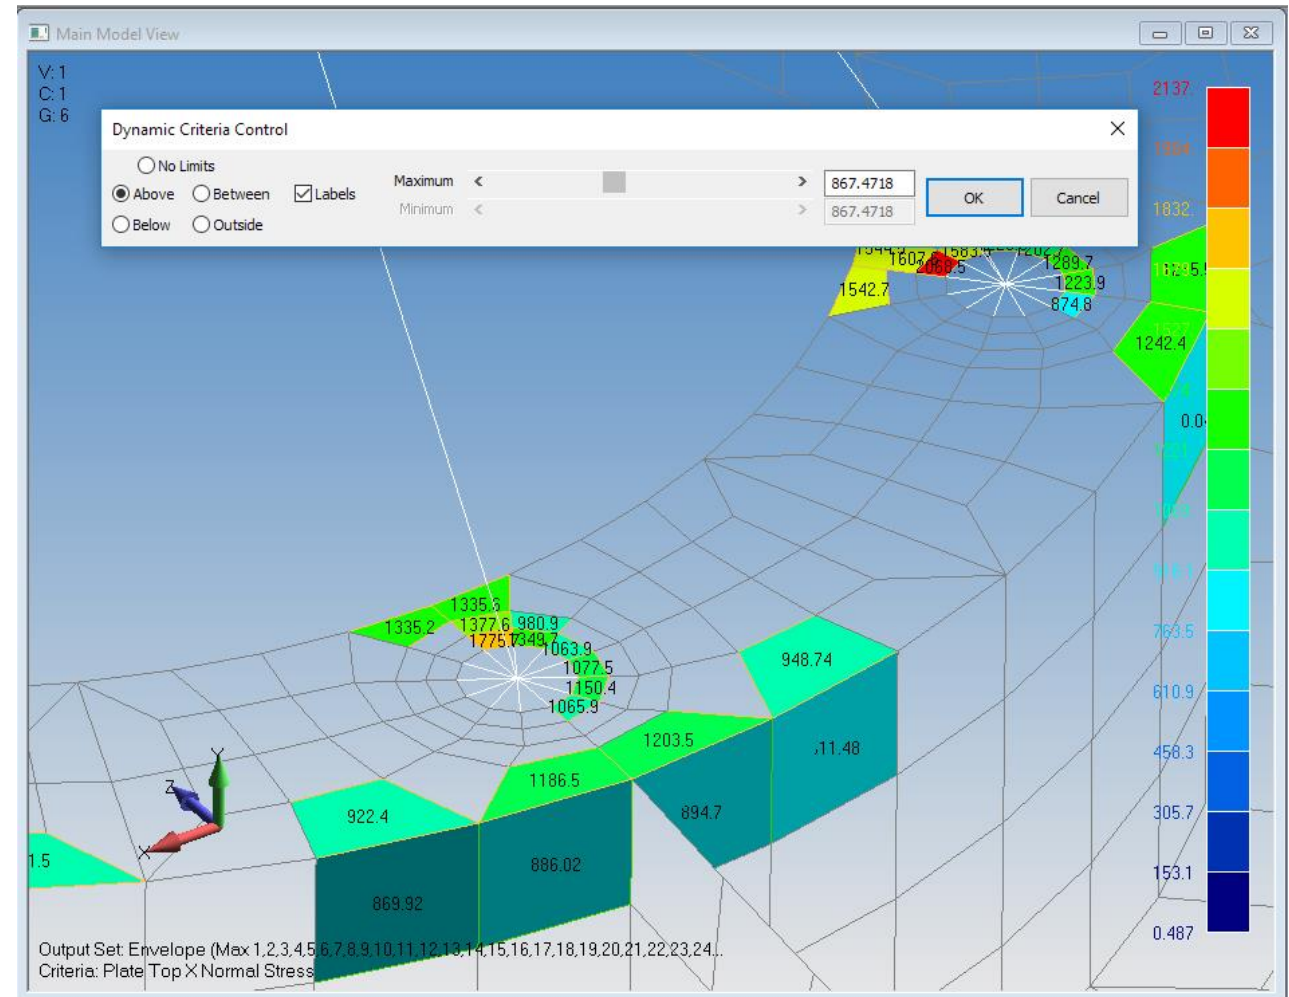 Main Model View
V: 1
C: 1
G: 6
Dynamic Criteria Control
No Limits
Above Between Labels
Below Outside
Maximum < > 867.4718
Minimum < > 867.4718
OK Cancel
2137.
1884.
1832.
763.5
610.9
458.3
305.7
153.1
0.487
1289.7
1542.7
1223.9
874.8
1242.4
1335.6
1335.2
1377.6 980.9
1063.9
1077.5
1150.4
1065.9
948.74
1203.5
11.48
1186.5
922.4
894.7
1.5
886.02
869.92
Y
Z
X
Output Set: Envelope (Max 1,2,3,4,5,6,7,8,9,10,11,12,13,14,15,16,17,18,19,20,21,22,23,24...
Criteria: Plate Top X Normal Stress